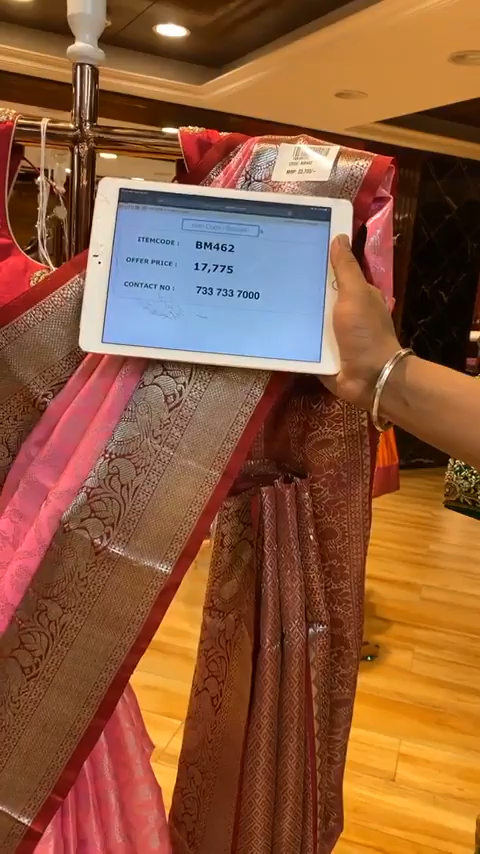 ITEMCODE : BM462
OFFER PRICE : 17,775
CONTACT NO : 733 733 7000